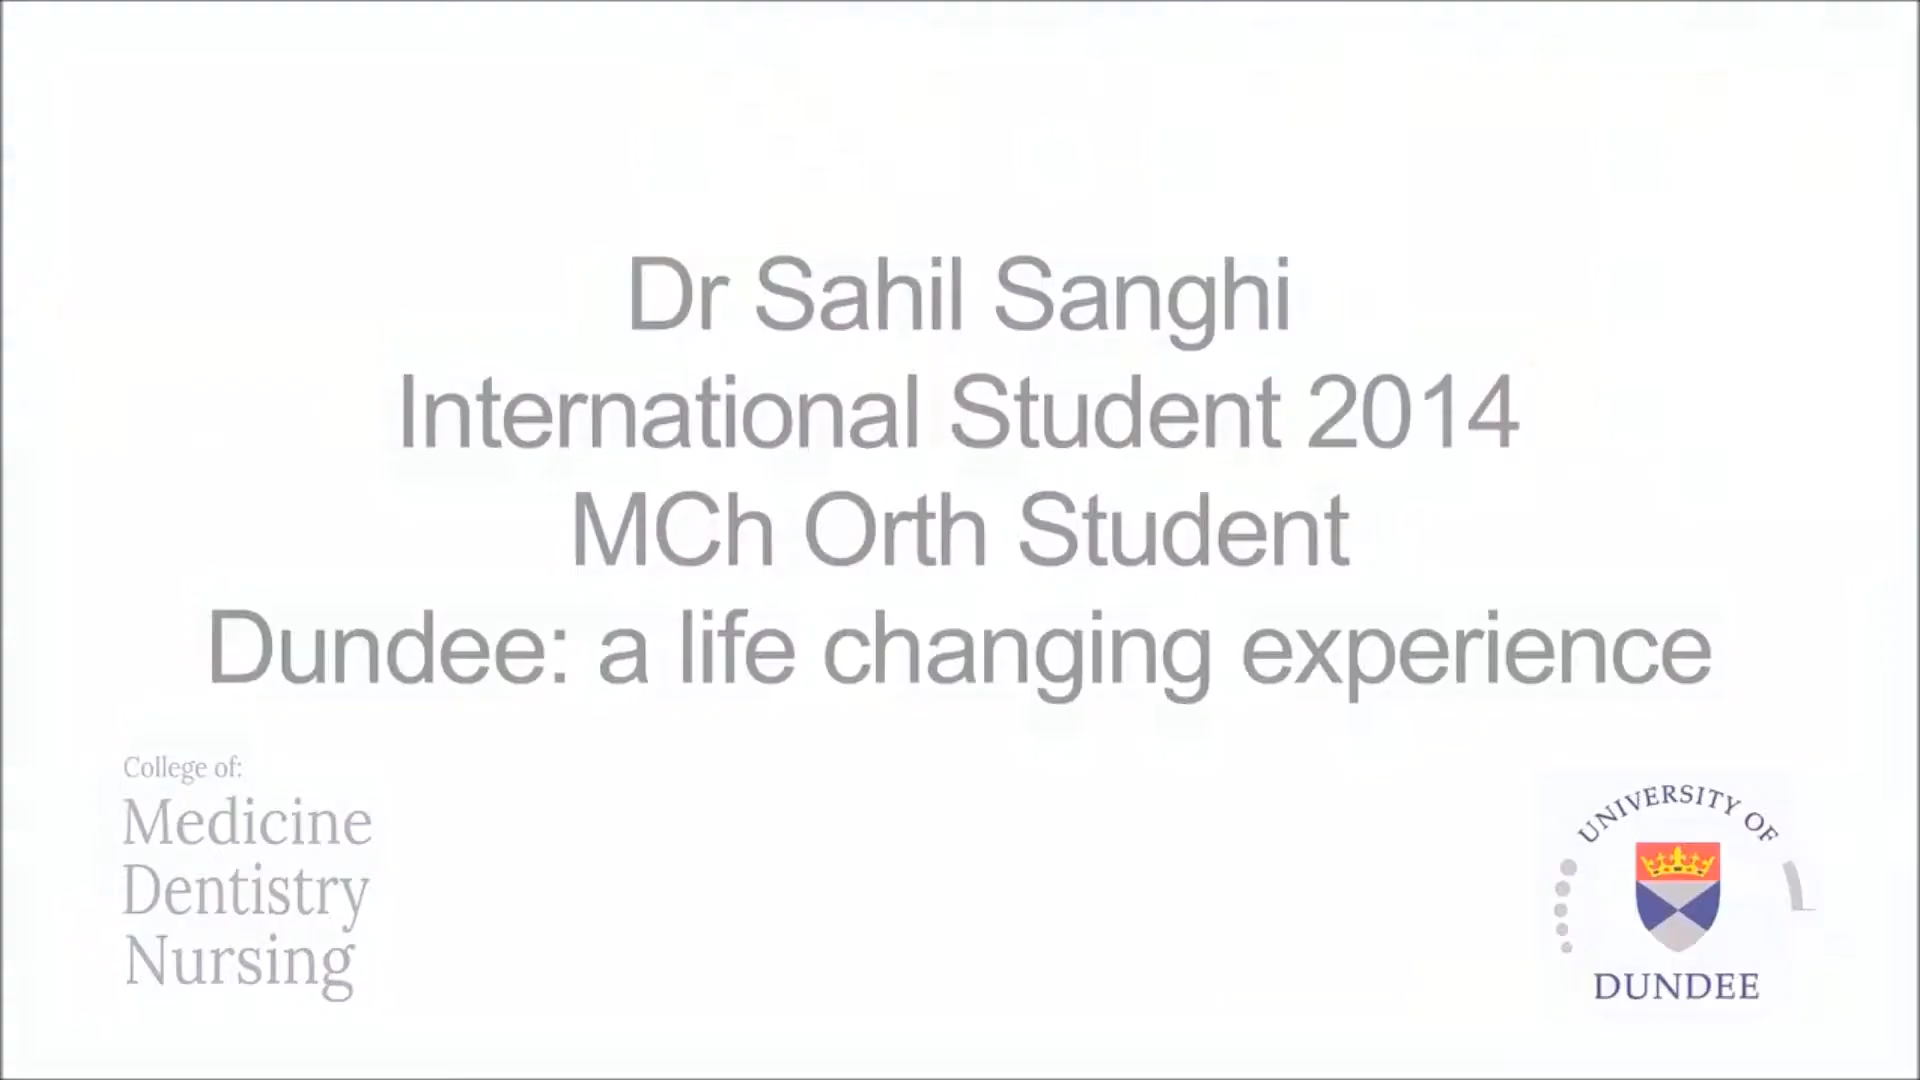 Dr Sahil Sanghi
International Student 2014
MCh Orth Student
Dundee: a life changing experience
College of:
Medicine
Dentistry
Nursing
UNIVERSITY OF
DUNDEE